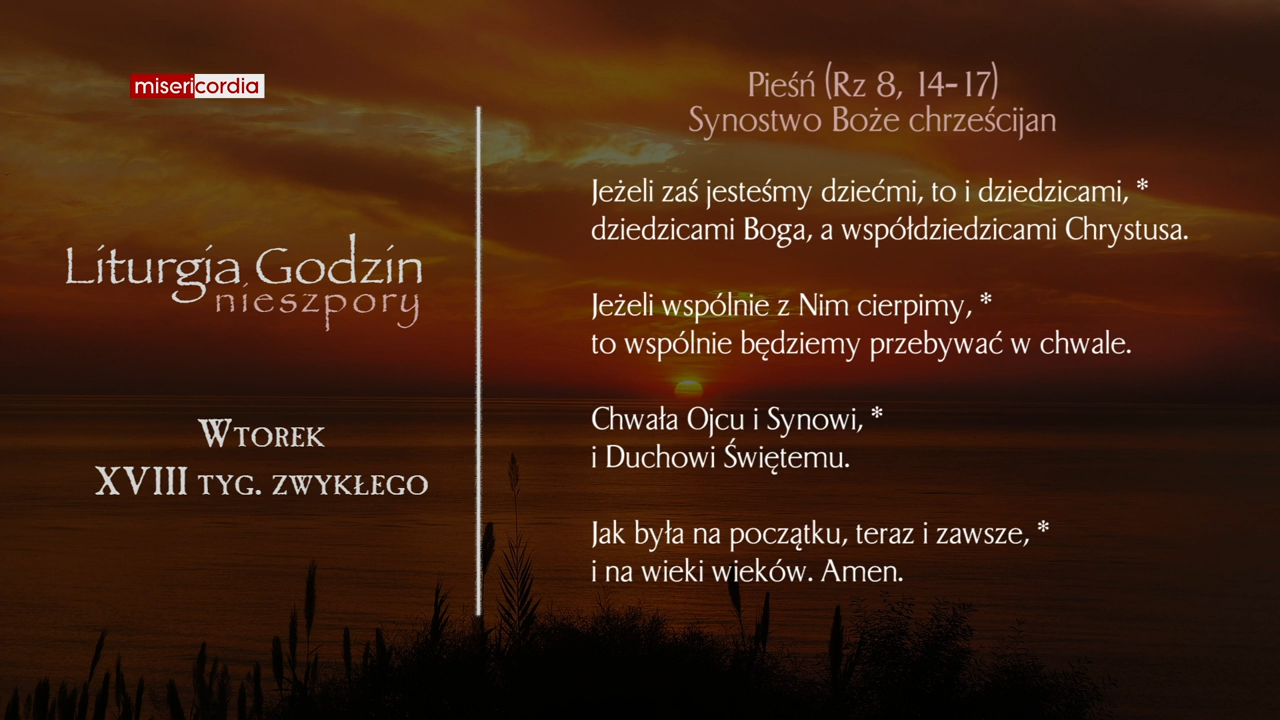 misericordia
Liturgia Godzin
nieszpory
Wtorek
XVIII tyg. zwykłego
Pieśń (Rz 8, 14-17)
Synostwo Boże chrześcijan
Jeżeli zaś jesteśmy dziećmi, to i dziedzicami, *
dziedzicami Boga, a współdziedzicami Chrystusa.
Jeżeli wspólnie z Nim cierpimy, *
to wspólnie będziemy przebywać w chwale.
Chwała Ojcu i Synowi, *
i Duchowi Świętemu.
Jak była na początku, teraz i zawsze, *
i na wieki wieków. Amen.